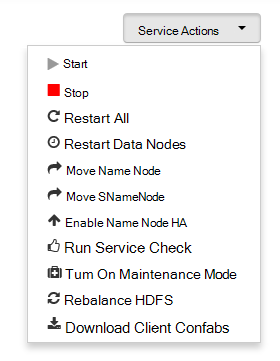 Service Actions
Start
Stop
Restart All
Restart Data Nodes
Move Name Node
Move SNameNode
Enable Name Node HA
Run Service Check
Tum On Maintenance Mode
Rebalance HDFS
Download Client Confabs